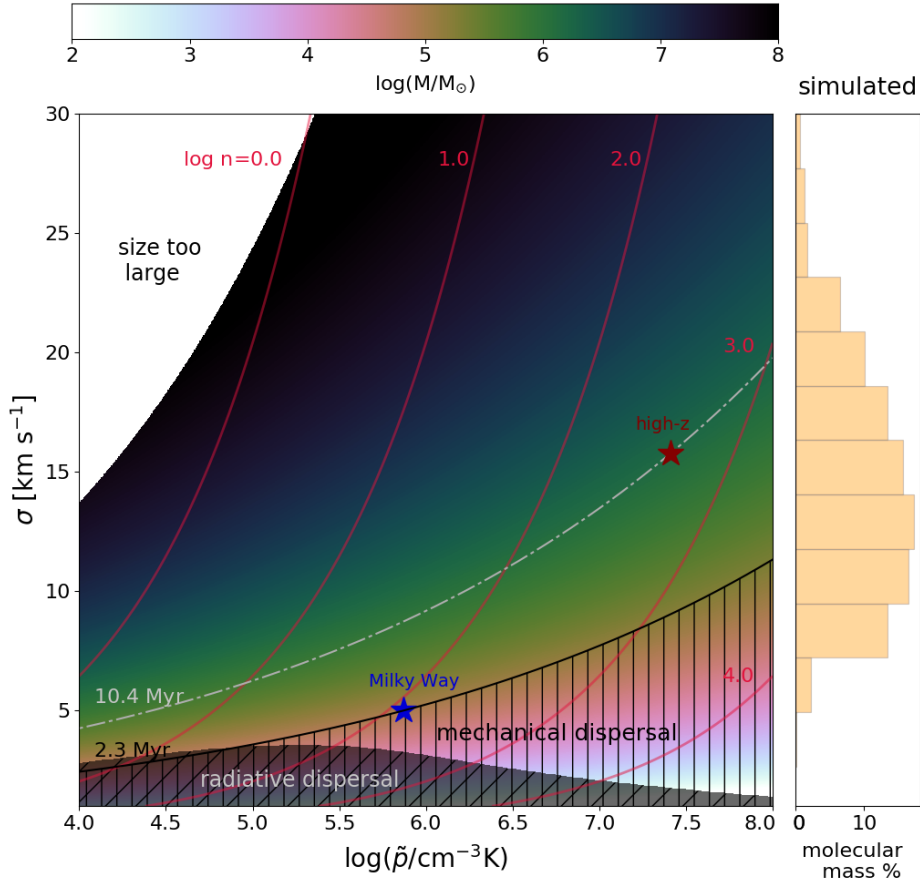 2
3
4
5
6
7
8
log(M/M☉)
simulated
30
25
20
15
10
5
σ [km s⁻¹]
log n=0.0
1.0
2.0
3.0
4.0
size too
large
high-z
Milky Way
10.4 Myr
2.3 Myr
mechanical dispersal
radiative dispersal
4.0
4.5
5.0
5.5
6.0
6.5
7.0
7.5
8.0
log(p̃/cm⁻³K)
0
10
molecular
mass %